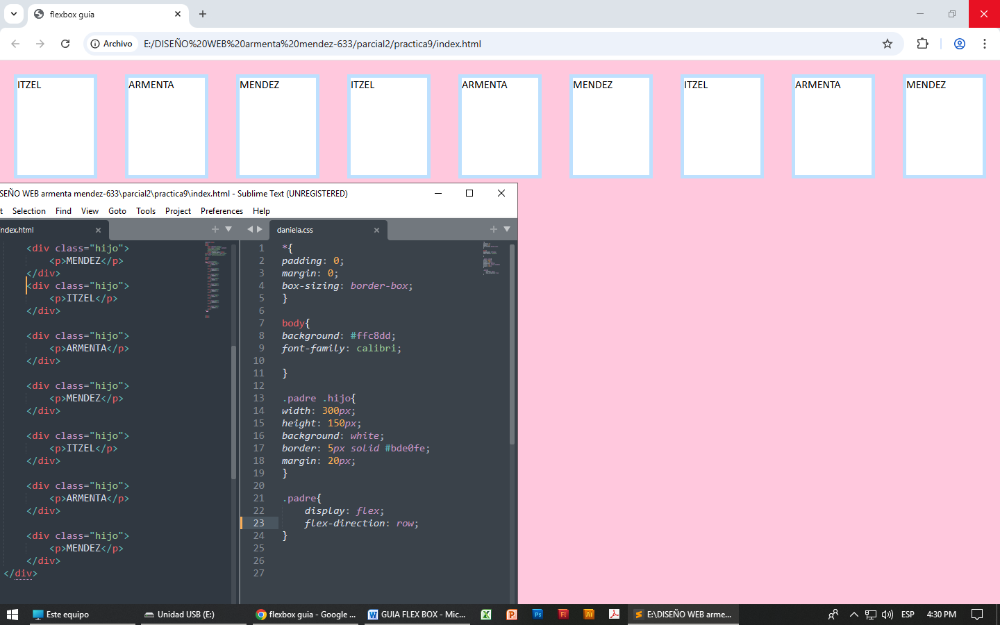 flexbox guia
Archivo
E:/DISEÑO%20WEB%20armenta%20mendez-633/parcial2/practica9/index.html
ITZEL
ARMENTA
MENDEZ
ITZEL
ARMENTA
MENDEZ
ITZEL
ARMENTA
MENDEZ
SEÑO WEB armenta mendez-633\parcial2\practica9\index.html - Sublime Text (UNREGISTERED)
t Selection Find View Goto Tools Project Preferences Help
ndex.html
<div class="hijo">
<p>MENDEZ</p>
</div>
<div class="hijo">
<p>ITZEL</p>
</div>
<div class="hijo">
<p>ARMENTA</p>
</div>
<div class="hijo">
<p>MENDEZ</p>
</div>
<div class="hijo">
<p>ITZEL</p>
</div>
<div class="hijo">
<p>ARMENTA</p>
</div>
<div class="hijo">
<p>MENDEZ</p>
</div>
</div>
daniela.css
1 *{
2 padding: 0;
3 margin: 0;
4 box-sizing: border-box;
5 }
6
7 body{
8 background: #ffc8dd;
9 font-family: calibri;
10
11 }
12
13 .padre .hijo{
14 width: 300px;
15 height: 150px;
16 background: white;
17 border: 5px solid #bde0fe;
18 margin: 20px;
19 }
20
21 .padre{
22 display: flex;
23 flex-direction: row;
24 }
25
26
27
Este equipo
Unidad USB (E:)
flexbox guia - Google ...
GUIA FLEX BOX - Mic...
Ps
Fl
Ai
E:\DISEÑO WEB arme...
ESP
4:30 PM